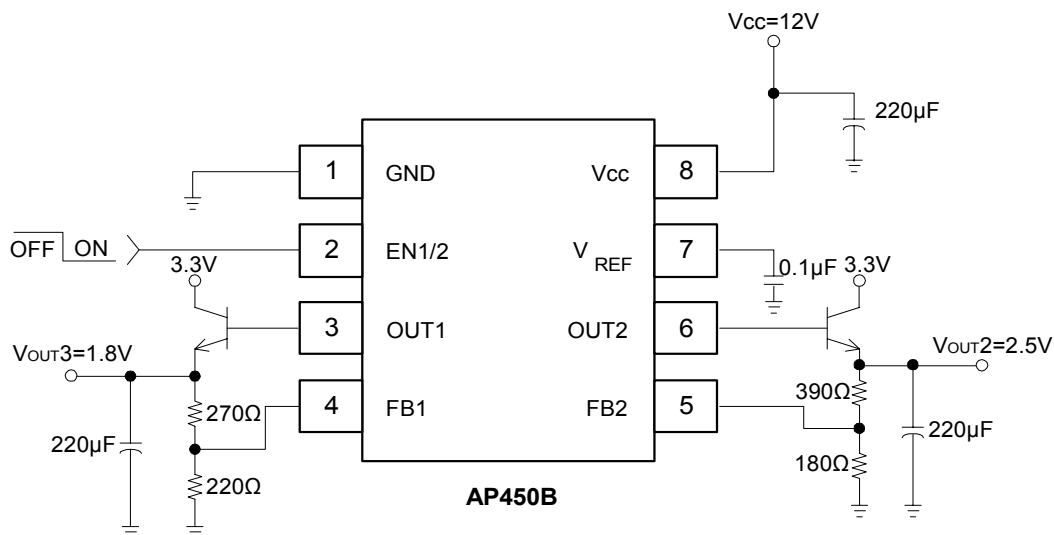 Vcc=12V
220µF
1 GND Vcc 8
OFF ON 2 EN1/2 VREF 7
3.3V 0.1µF 3.3V
3 OUT1 OUT2 6
VOUT3=1.8V VOUT2=2.5V
270Ω 4 FB1 FB2 5 390Ω
220µF 220µF
220Ω 180Ω
AP450B